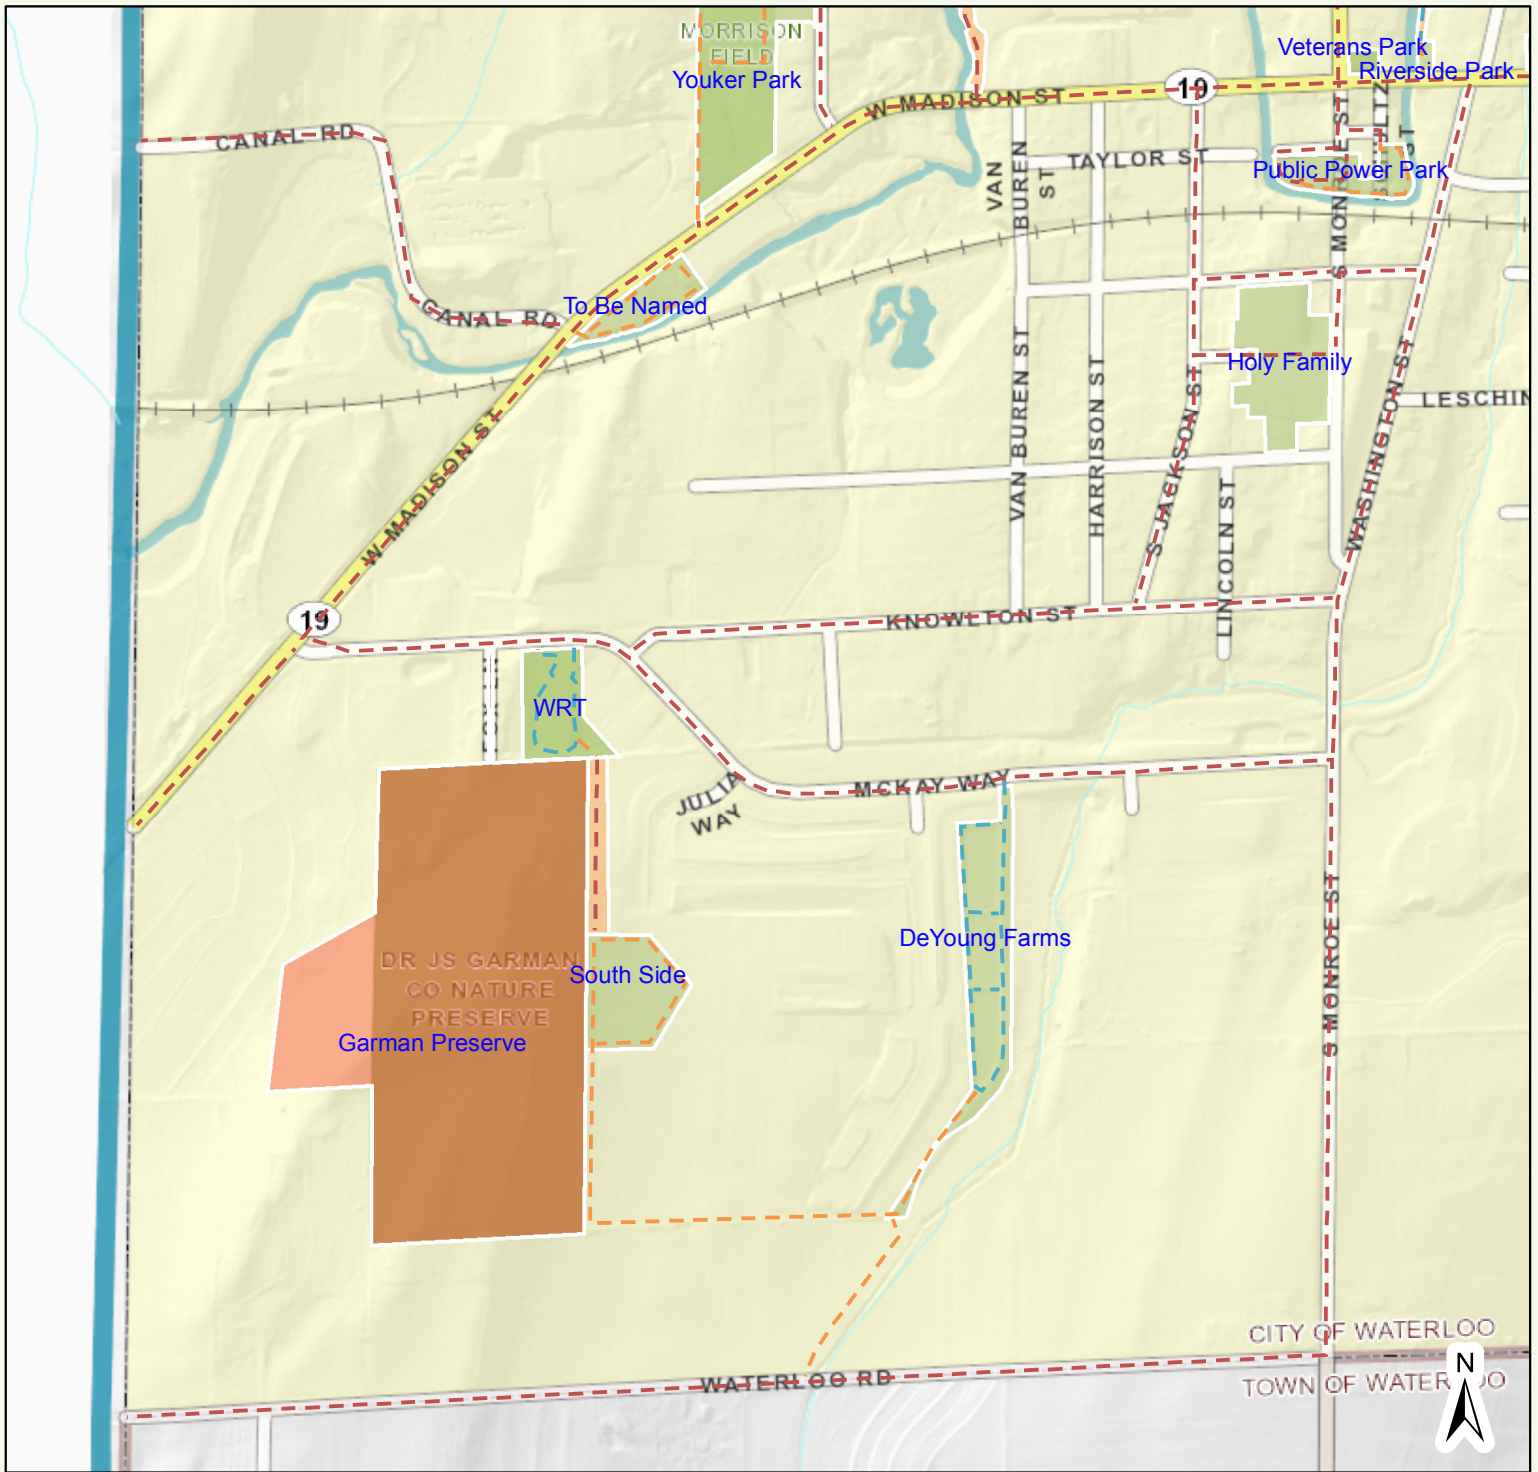 MORRISON
FIELD
Youker Park
Veterans Park
Riverside Park
W MADISON ST
19
CANAL RD
VAN
BUREN
ST
TAYLOR ST
Public Power Park
S MONROE ST
ST
To Be Named
CANAL RD
Holy Family
LESCHIN
W MADISON ST
VAN BUREN ST
HARRISON ST
S JACKSON ST
LINCOLN ST
WASHINGTON ST
19
KNOWLTON ST
WRT
JULIA
WAY
MCKAY WAY
DeYoung Farms
DR JS GARMAN
CO NATURE
PRESERVE
South Side
Garman Preserve
S MONROE ST
CITY OF WATERLOO
N
TOWN OF WATERLOO
WATERLOO RD